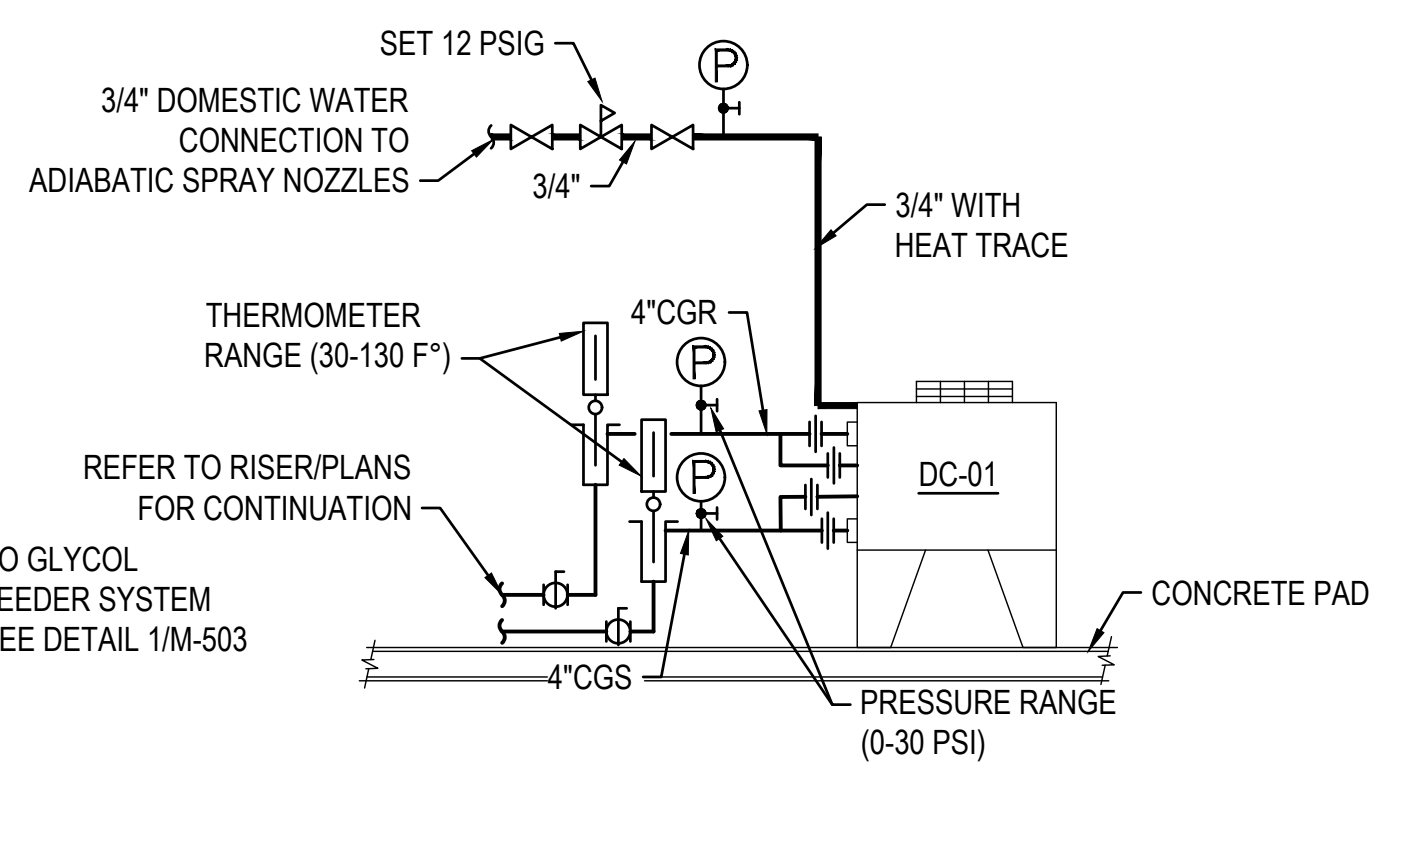 SET 12 PSIG
P
3/4" DOMESTIC WATER
CONNECTION TO
ADIABATIC SPRAY NOZZLES
3/4"
3/4" WITH
HEAT TRACE
THERMOMETER
RANGE (30-130 F°)
4"CGR
P
REFER TO RISER/PLANS
FOR CONTINUATION
P
DC-01
O GLYCOL
EEDER SYSTEM
EE DETAIL 1/M-503
CONCRETE PAD
4"CGS
PRESSURE RANGE
(0-30 PSI)